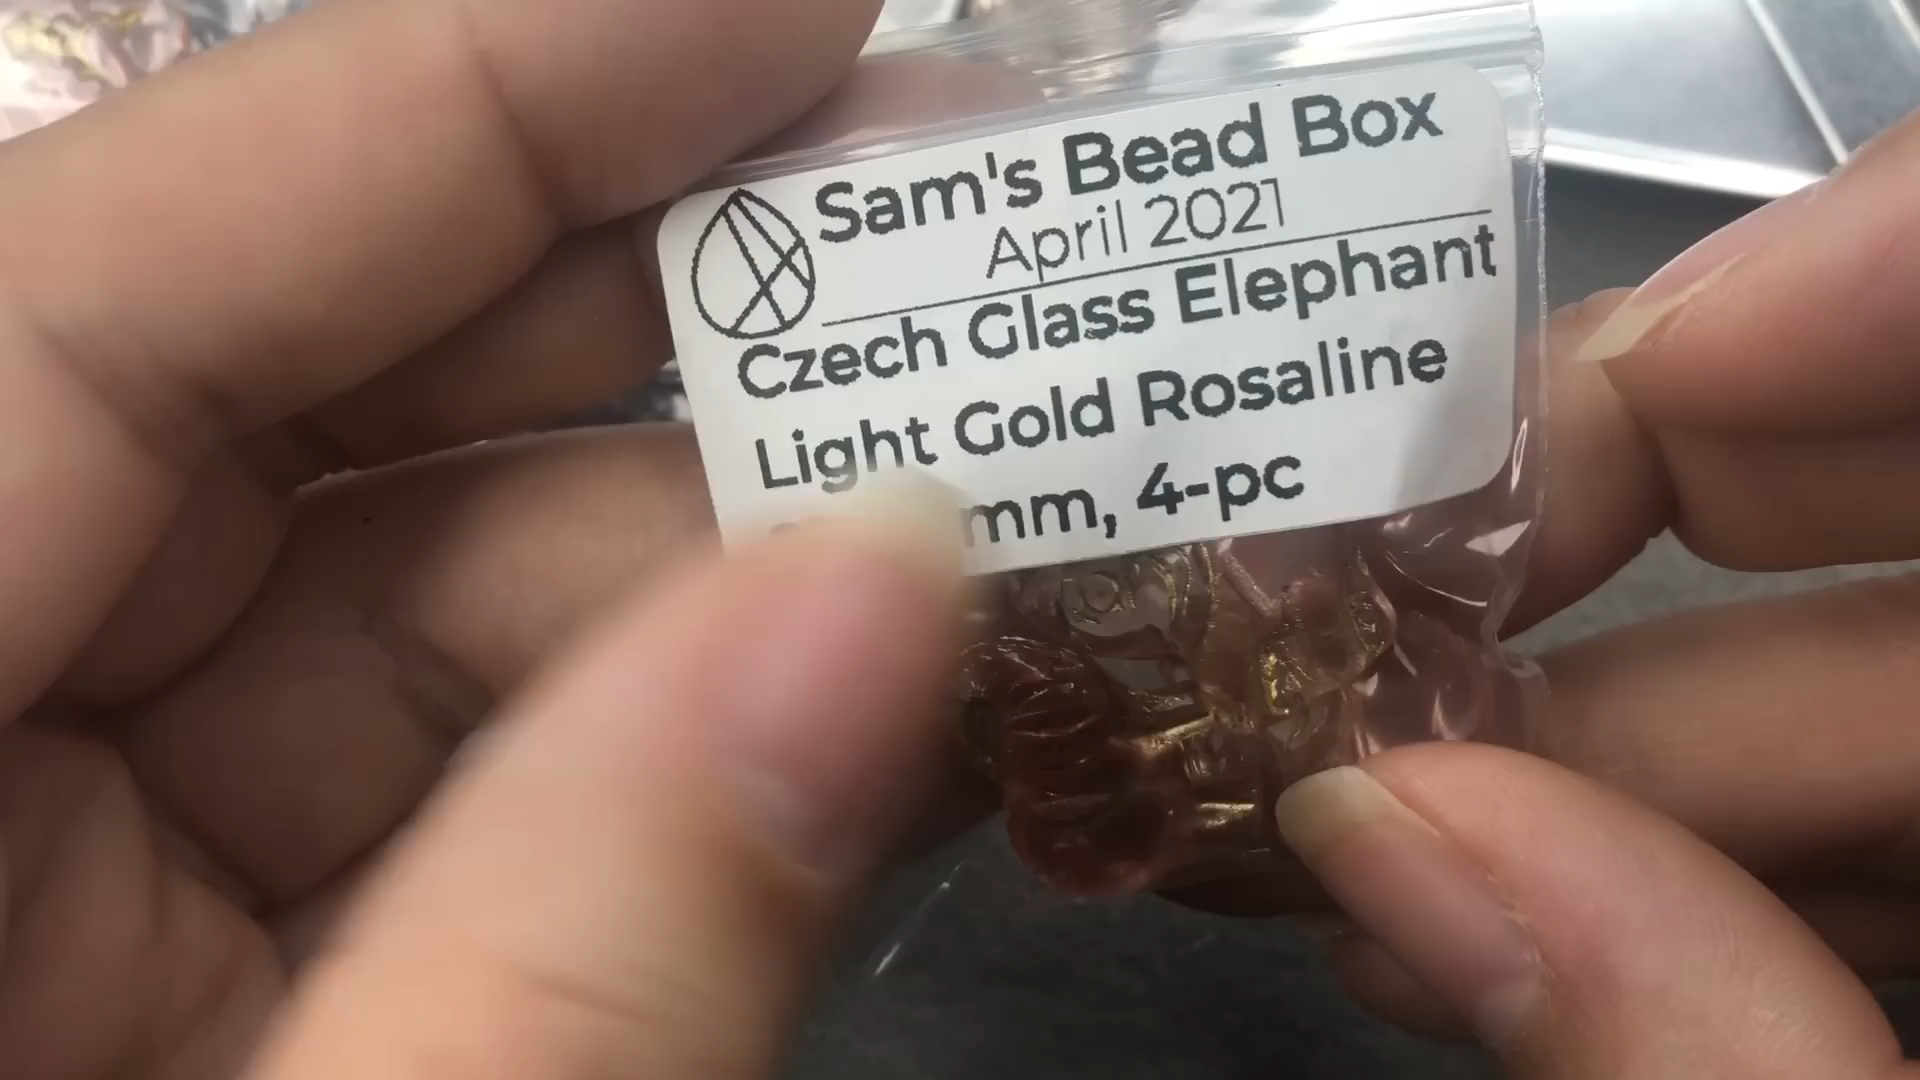 Sam's Bead Box
April 2021
Czech Glass Elephant
Light Gold Rosaline
mm, 4-pc